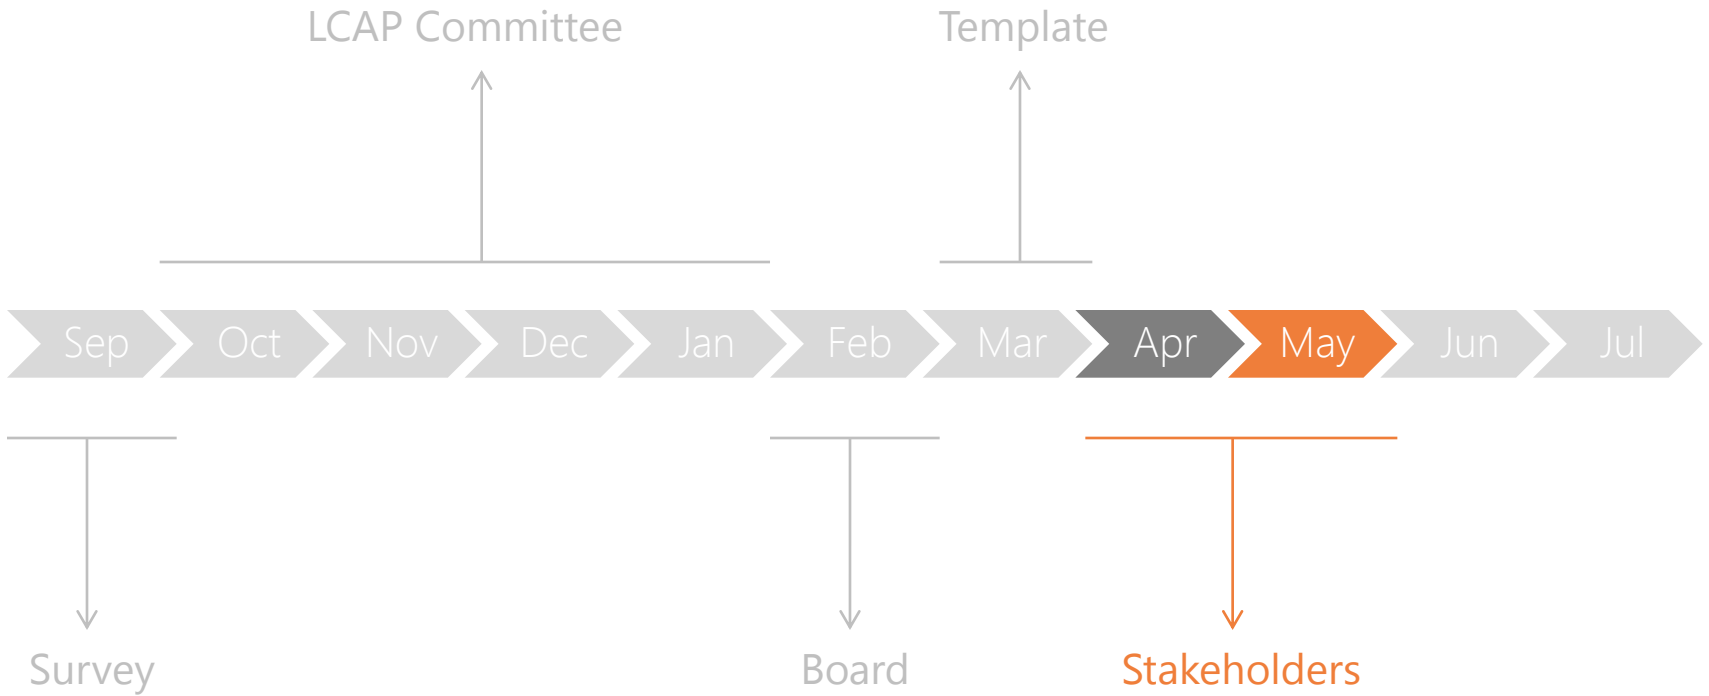 LCAP Committee
Template
Sep Oct Nov Dec Jan Feb Mar Apr May Jun Jul
Survey
Board
Stakeholders